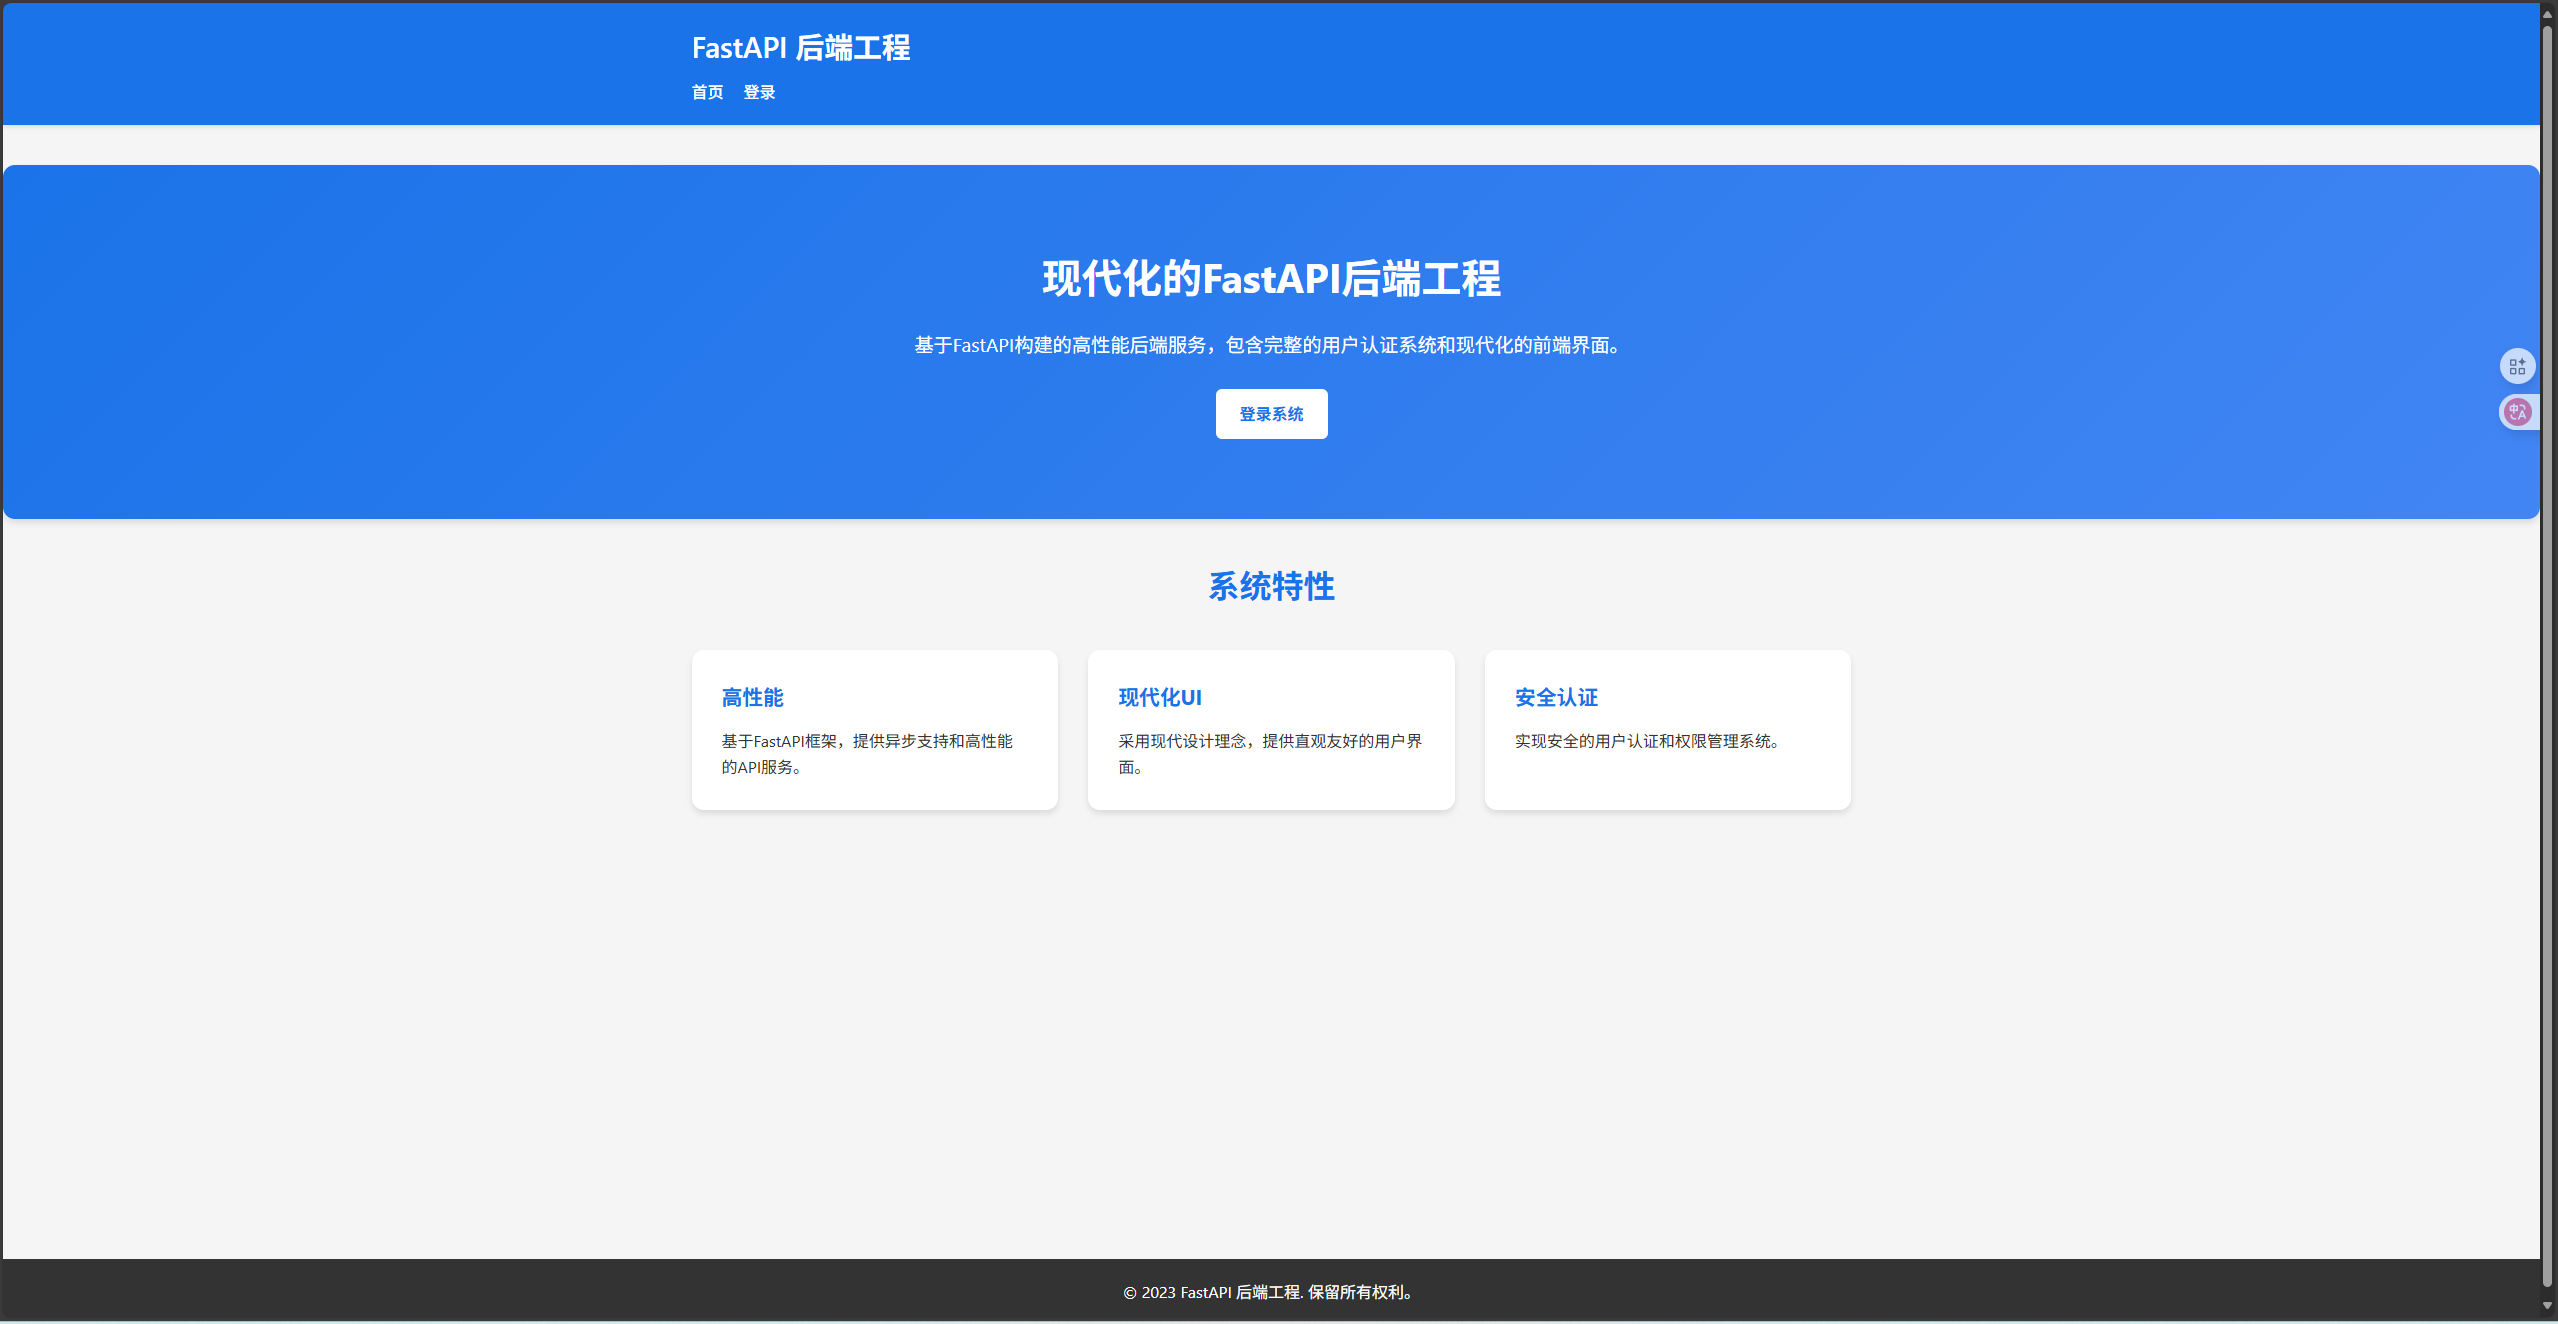 FastAPI 后端工程
首页 登录
现代化的FastAPI后端工程
基于FastAPI构建的高性能后端服务，包含完整的用户认证系统和现代化的前端界面。
登录系统
系统特性
高性能
基于FastAPI框架，提供异步支持和高性能
的API服务。
现代化UI
采用现代设计理念，提供直观友好的用户界
面。
安全认证
实现安全的用户认证和权限管理系统。
© 2023 FastAPI 后端工程. 保留所有权利。